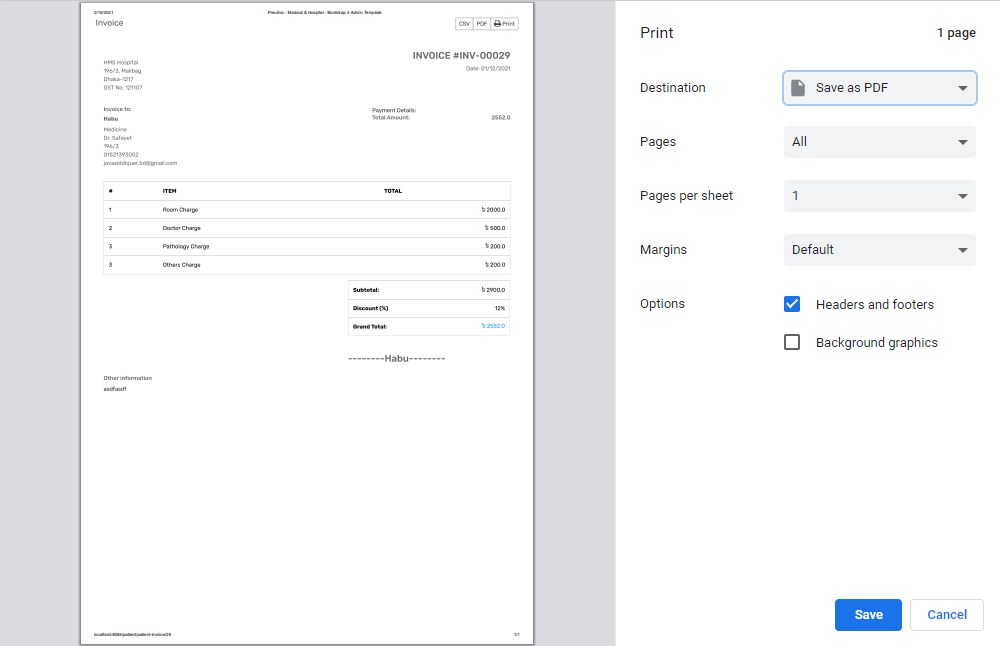 2/15/2021 Preclinic - Medical & Hospital - Bootstrap 4 Admin Template
Invoice
CSV PDF Print
INVOICE #INV-00029
Date: 01/12/2021
HMS Hospital
196/3, Malibag
Dhaka-1217
GST No: 121107
Invoice to:
Habu
Medicine
Dr. Safayet
196/3
01521393052
javasiddiquer.bd@gmail.com
Payment Details:
Total Amount: 2552.0
# ITEM TOTAL
1 Room Charge ৳ 2000.0
2 Doctor Charge ৳ 500.0
3 Pathology Charge ৳ 200.0
3 Others Charge ৳ 200.0
Subtotal: ৳ 2900.0
Discount (%) 12%
Grand Total: ৳ 2552.0
--------Habu--------
Other information
asdfasdf
localhost:8086/patient/patient-invoice/29 1/1
Print 1 page
Destination Save as PDF
Pages All
Pages per sheet 1
Margins Default
Options Headers and footers
Background graphics
Save Cancel